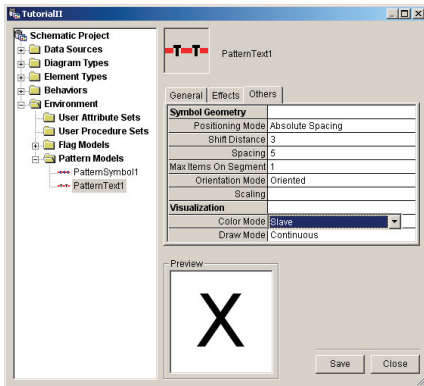 TutorialII
Schematic Project
Data Sources
Diagram Types
Element Types
Behaviors
Environment
User Attribute Sets
User Procedure Sets
Flag Models
Pattern Models
PatternSymbol1
PatternText1
T T
PatternText1
General Effects Others
Symbol Geometry
Positioning Mode Absolute Spacing
Shift Distance 3
Spacing 5
Max Items On Segment 1
Orientation Mode Oriented
Scaling
Visualization
Color Mode Slave
Draw Mode Continuous
Preview
X
Save Close